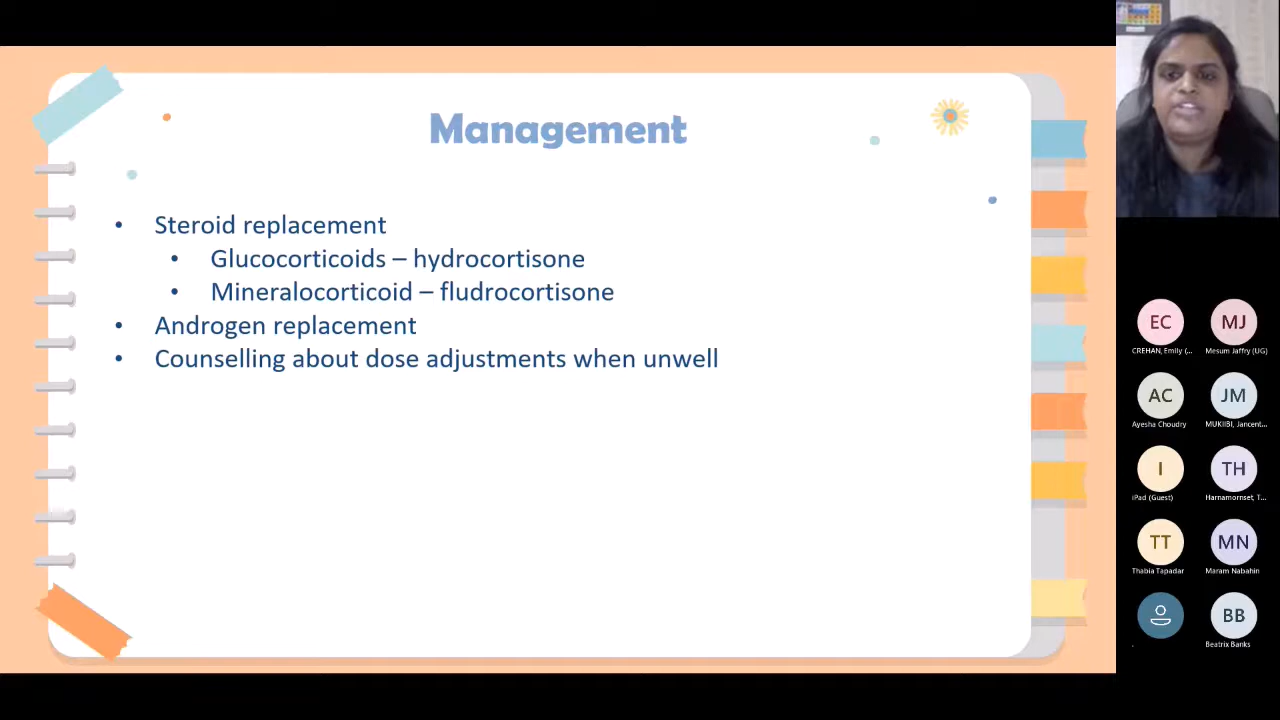 Management
• Steroid replacement
• Glucocorticoids – hydrocortisone
• Mineralocorticoid – fludrocortisone
• Androgen replacement
• Counselling about dose adjustments when unwell
EC
MJ
CREHAN, Emily (...
Mesum Jaffry (UG)
AC
JM
Ayesha Choudry
MUKIIBI, Jancent...
I
TH
iPad (Guest)
Harnamornset, T...
TT
MN
Thabia Tapadar
Maram Nabahin
BB
.
Beatrix Banks